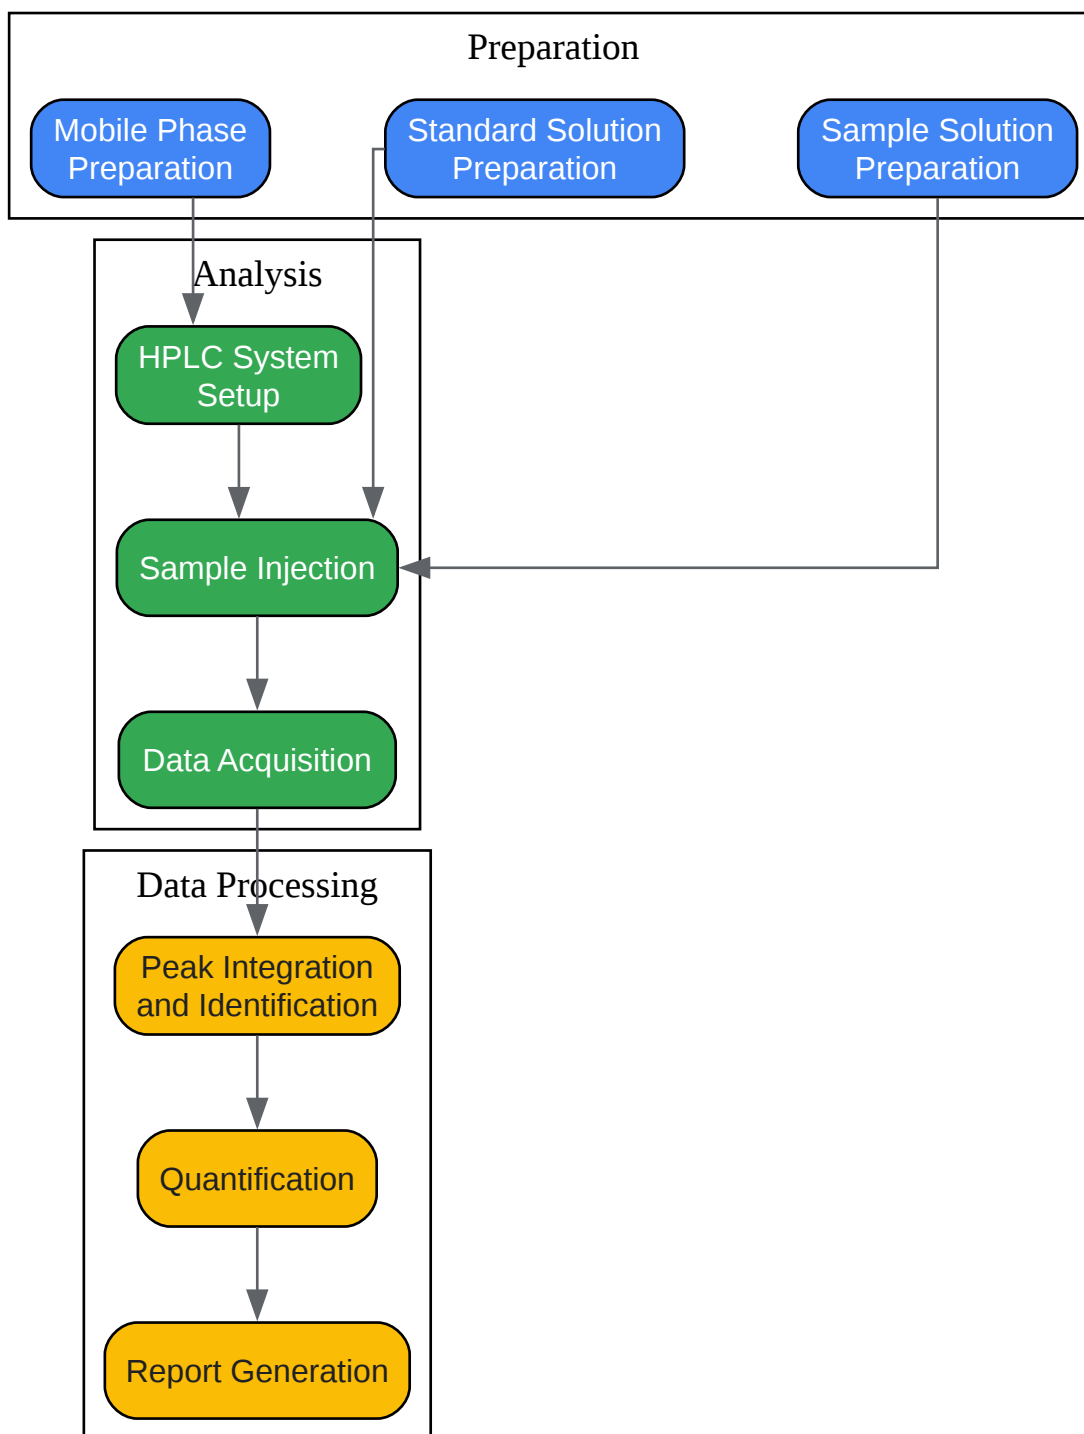 Preparation
Mobile Phase
Preparation
Standard Solution
Preparation
Sample Solution
Preparation
Analysis
HPLC System
Setup
Sample Injection
Data Acquisition
Data Processing
Peak Integration
and Identification
Quantification
Report Generation